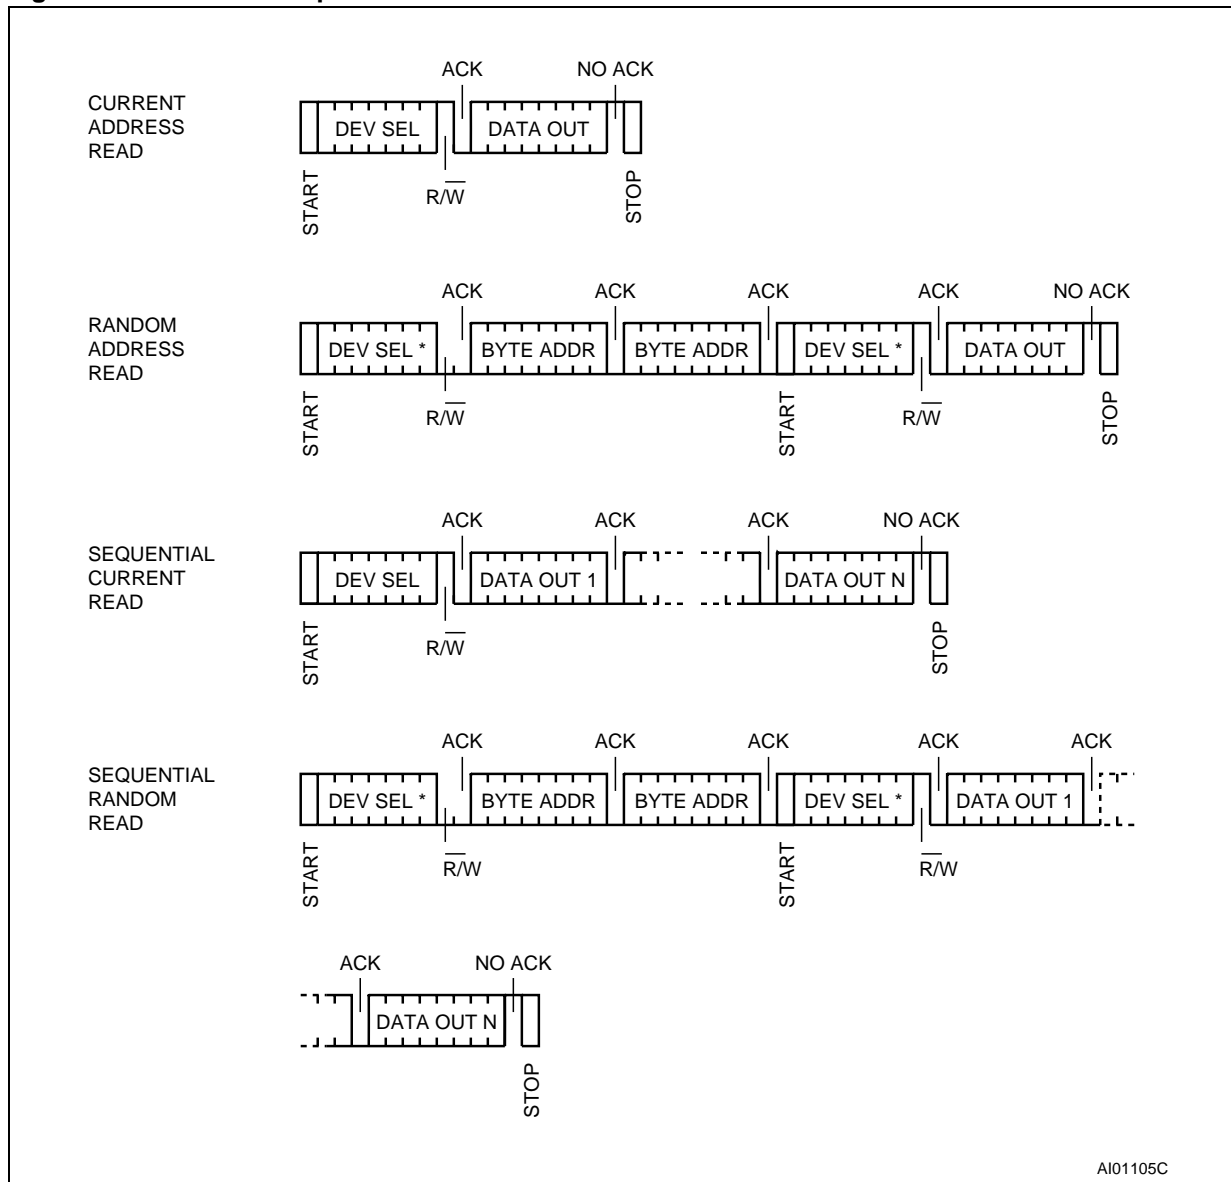 ACK NO ACK
CURRENT
ADDRESS
READ
DEV SEL DATA OUT
START R/W STOP
ACK ACK ACK ACK NO ACK
RANDOM
ADDRESS
READ
DEV SEL * BYTE ADDR BYTE ADDR DEV SEL * DATA OUT
START R/W START R/W STOP
ACK ACK ACK NO ACK
SEQUENTIAL
CURRENT
READ
DEV SEL DATA OUT 1 DATA OUT N
START R/W STOP
ACK ACK ACK ACK ACK
SEQUENTIAL
RANDOM
READ
DEV SEL * BYTE ADDR BYTE ADDR DEV SEL * DATA OUT 1
START R/W START R/W
ACK NO ACK
DATA OUT N
STOP
AI01105C